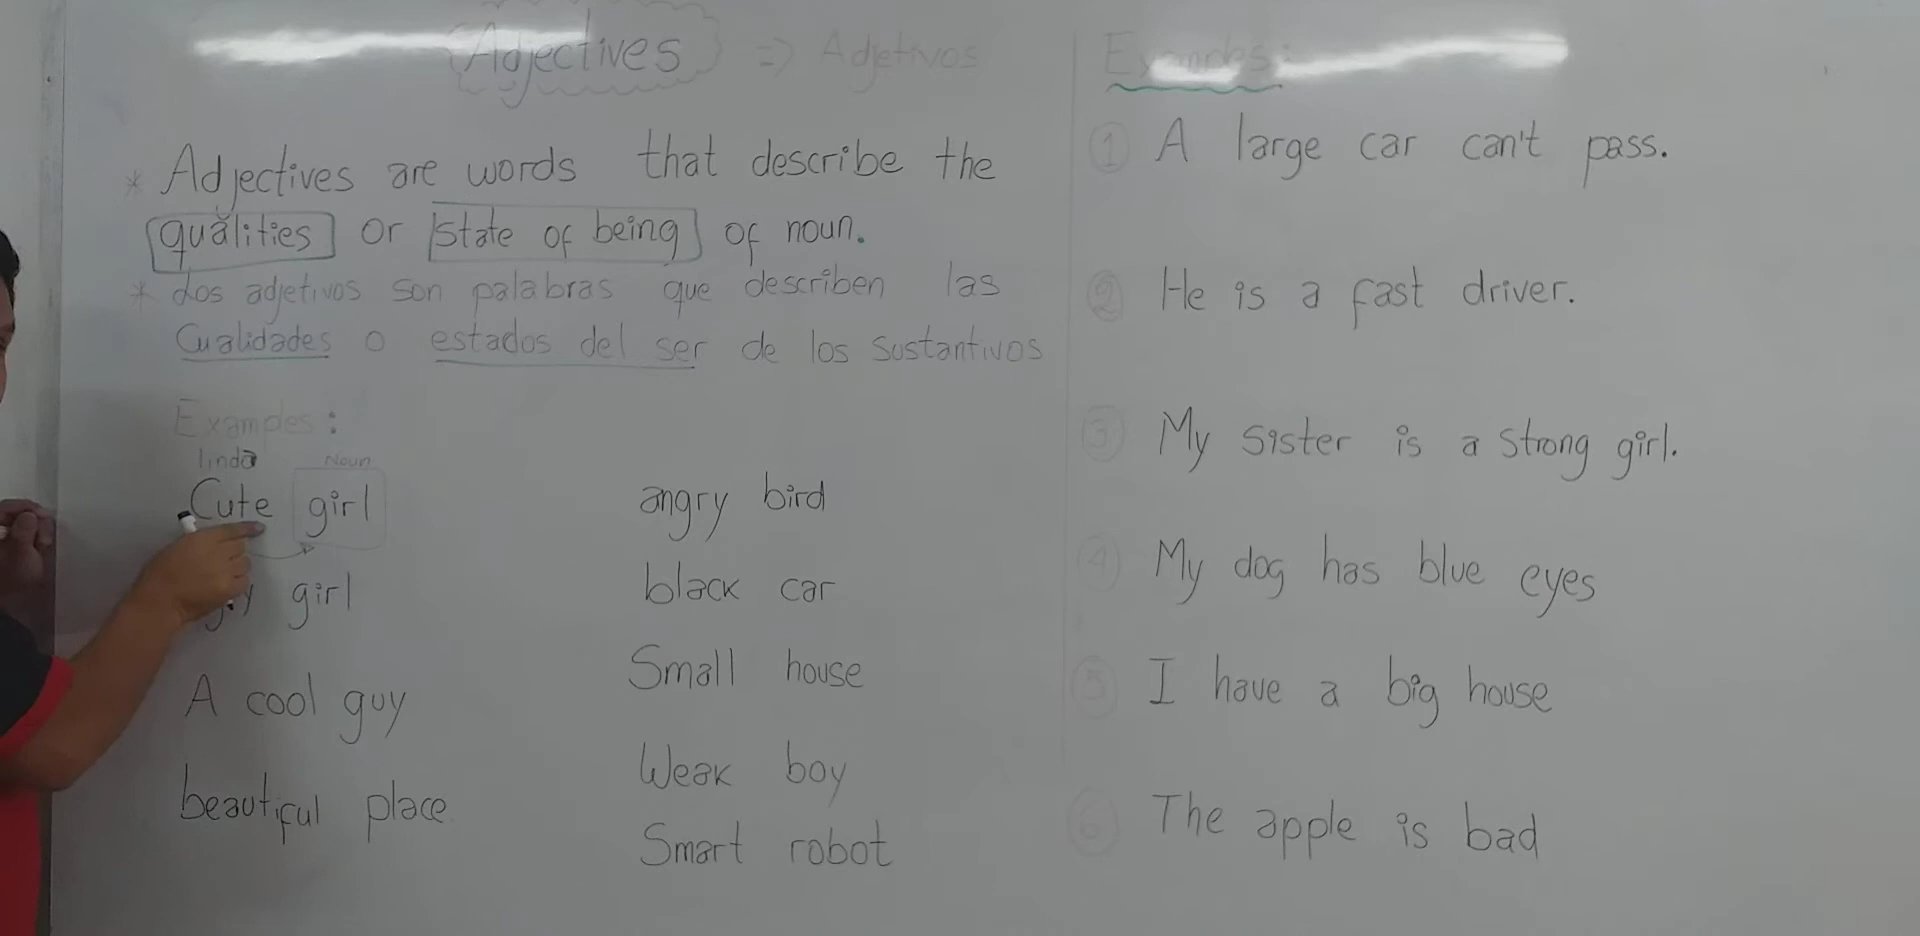 Adjectives => Adjetivos
* Adjectives are words that describe the
qualities or state of being of noun.
* Los adjetivos son palabras que describen las
Cualidades o estados del ser de los sustantivos
Examples:
linda Noun
Cute girl
girl
A cool guy
beautiful place
angry bird
black car
Small house
Weak boy
Smart robot
Examples:
① A large car can't pass.
② He is a fast driver.
③ My sister is a strong girl.
④ My dog has blue eyes
⑤ I have a big house
⑥ The apple is bad